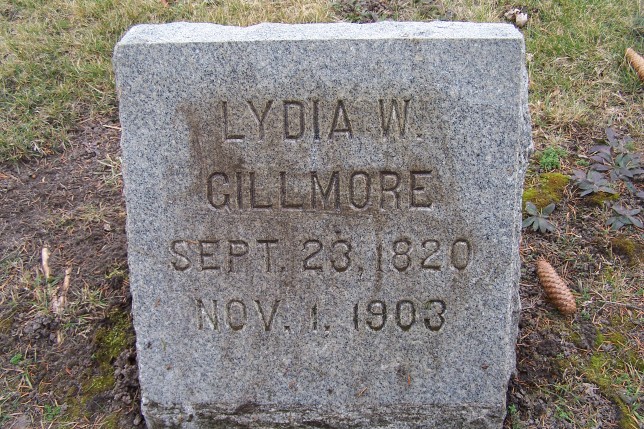 LYDIA W.
GILLMORE
SEPT. 23, 1820
NOV. 1. 1903